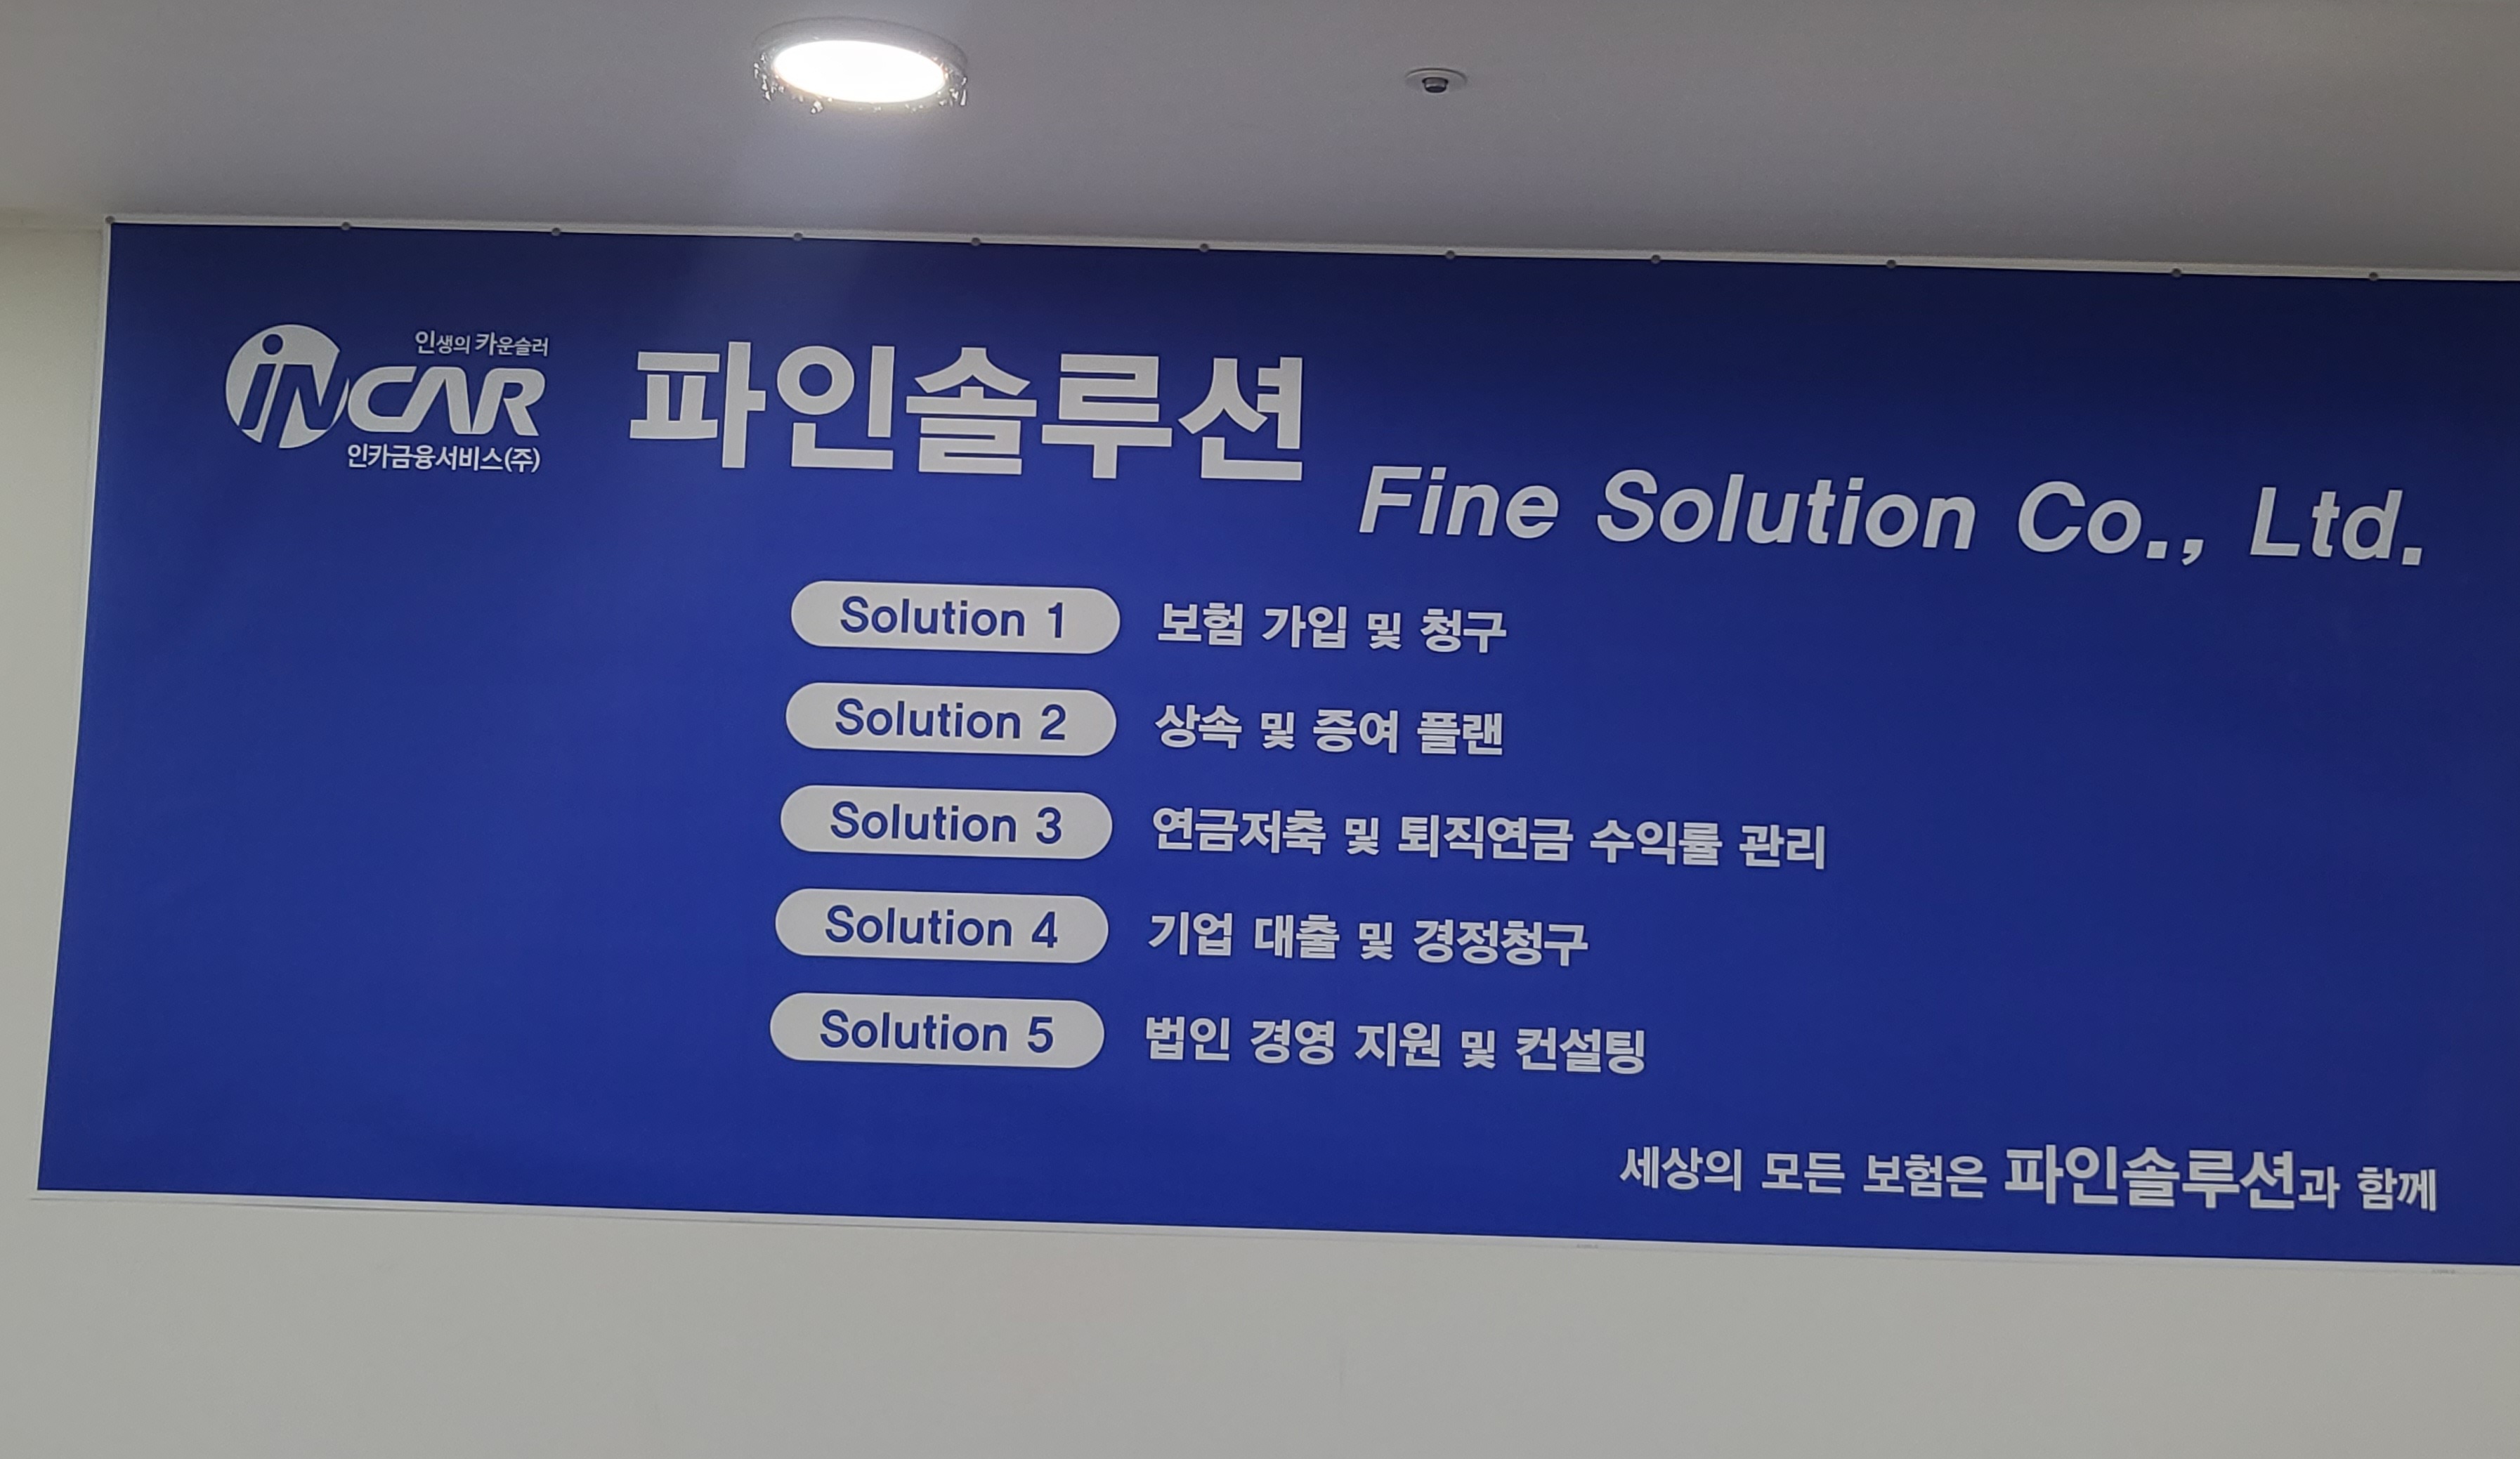 인생의 카운슬러
INCAR
인카금융서비스(주)
파인솔루션
Fine Solution Co., Ltd.
Solution 1 보험 가입 및 청구
Solution 2 상속 및 증여 플랜
Solution 3 연금저축 및 퇴직연금 수익률 관리
Solution 4 기업 대출 및 경정청구
Solution 5 법인 경영 지원 및 컨설팅
세상의 모든 보험은 파인솔루션과 함께